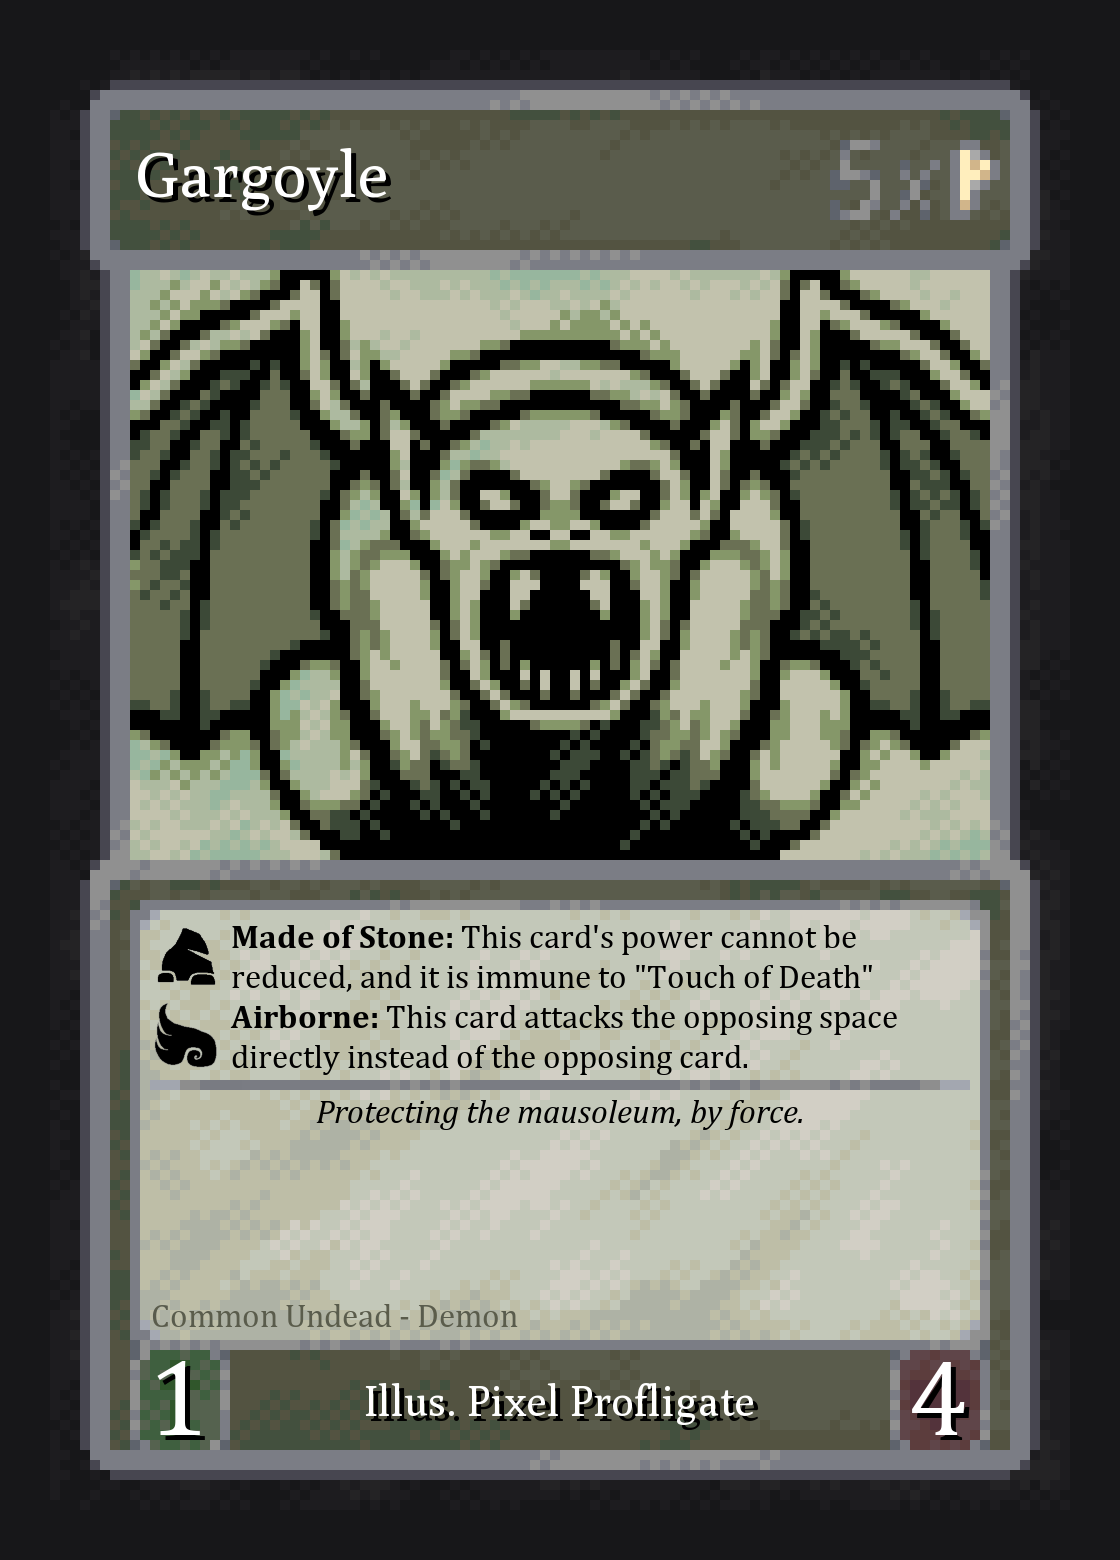 Gargoyle 5x
Made of Stone: This card's power cannot be
reduced, and it is immune to "Touch of Death"
Airborne: This card attacks the opposing space
directly instead of the opposing card.
Protecting the mausoleum, by force.
Common Undead - Demon
1 Illus. Pixel Profligate 4